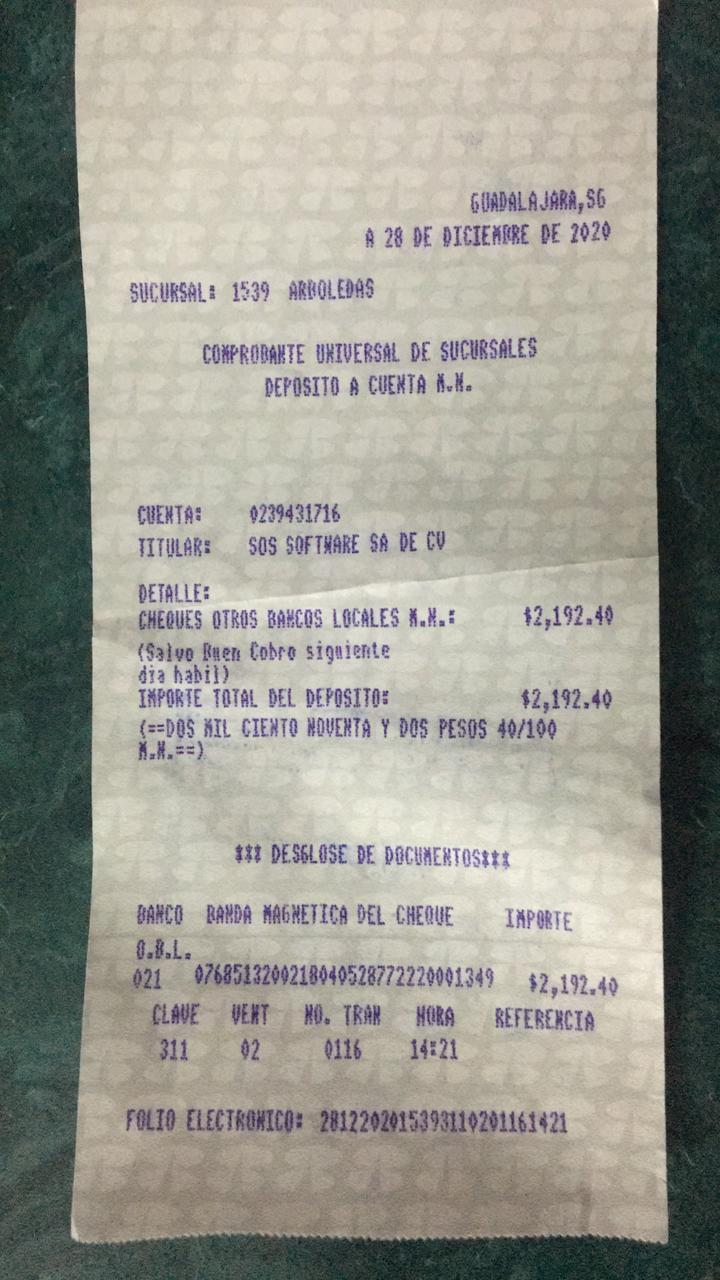 GUADALAJARA,SG
A 28 DE DICIEMBRE DE 2020
SUCURSAL: 1539 ARBOLEDAS
COMPROBANTE UNIVERSAL DE SUCURSALES
DEPOSITO A CUENTA M.N.
CUENTA: 0239431716
TITULAR: SOS SOFTWARE SA DE CV
DETALLE:
CHEQUES OTROS BANCOS LOCALES M.N.: $2,192.40
(Salvo Buen Cobro siguiente
dia habil)
IMPORTE TOTAL DEL DEPOSITO: $2,192.40
(==DOS MIL CIENTO NOVENTA Y DOS PESOS 40/100
M.N.==)
*** DESGLOSE DE DOCUMENTOS***
BANCO BANDA MAGNETICA DEL CHEQUE IMPORTE
O.B.L.
021 0768513200218040528772220001349 $2,192.40
CLAVE VENT NO. TRAN HORA REFERENCIA
311 02 0116 14:21
FOLIO ELECTRONICO: 2812202015393110201161421